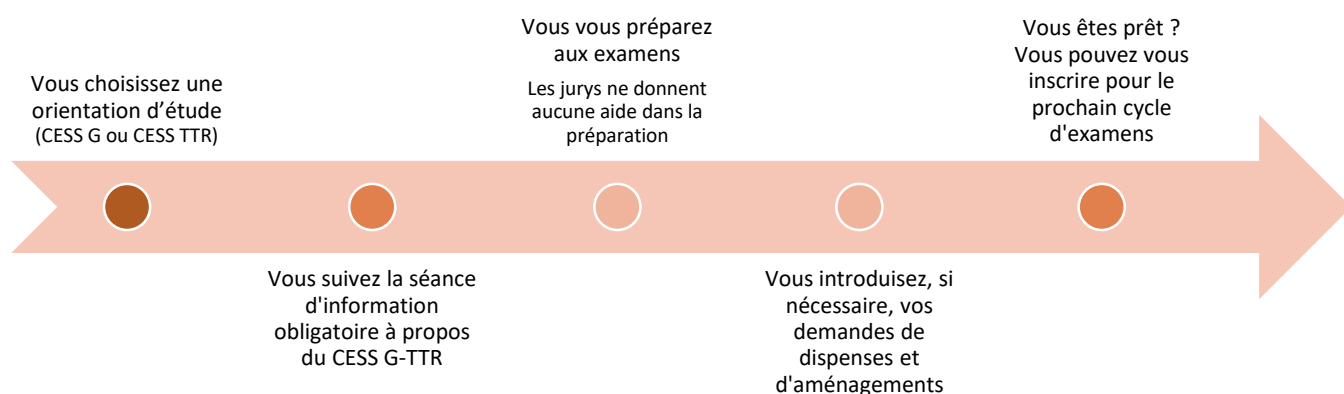 Vous choisissez une
orientation d'étude
(CESS G ou CESS TTR)
Vous suivez la séance
d'information
obligatoire à propos
du CESS G-TTR
Vous vous préparez
aux examens
Les jurys ne donnent
aucune aide dans la
préparation
Vous introduisez, si
nécessaire, vos
demandes de
dispenses et
d'aménagements
Vous êtes prêt ?
Vous pouvez vous
inscrire pour le
prochain cycle
d'examens